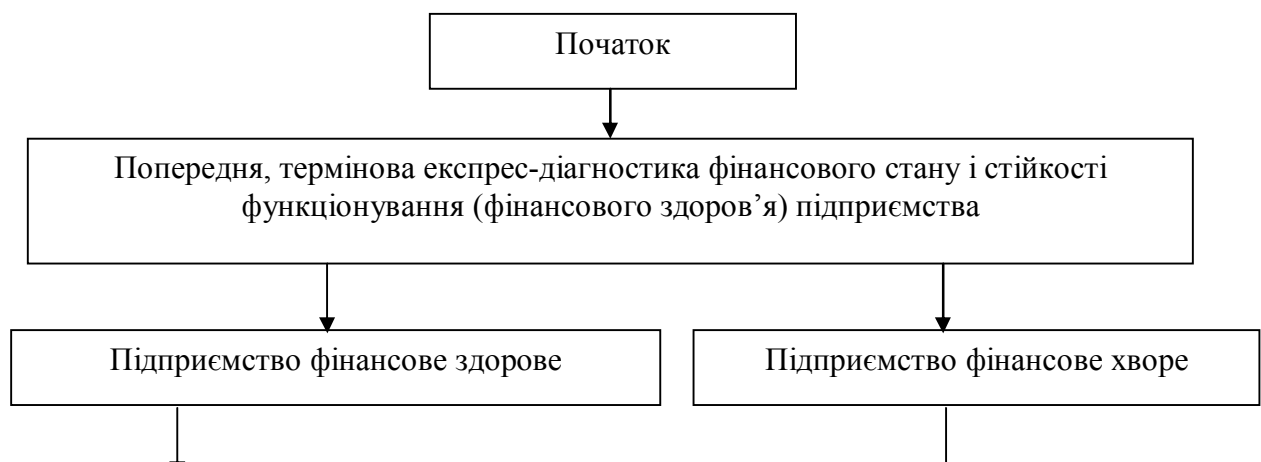 Початок
Попередня, термінова експрес-діагностика фінансового стану і стійкості
функціонування (фінансового здоров’я) підприємства
Підприємство фінансове здорове
Підприємство фінансове хворе